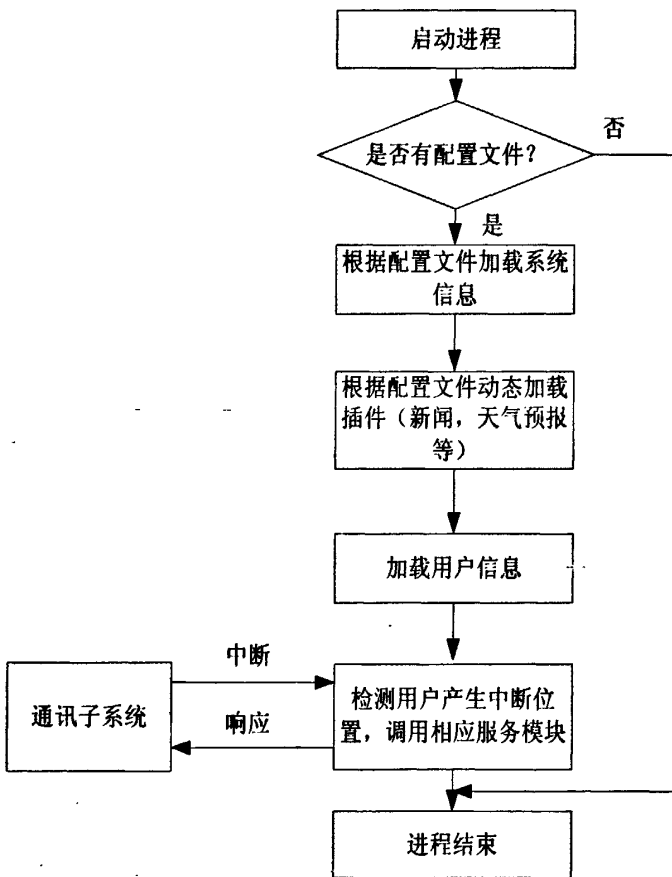 启动进程
否
是否有配置文件？
是
根据配置文件加载系统
信息
根据配置文件动态加载
插件（新闻，天气预报
等）
加载用户信息
中断
检测用户产生中断位
通讯子系统
响应
置，调用相应服务模块
进程结束